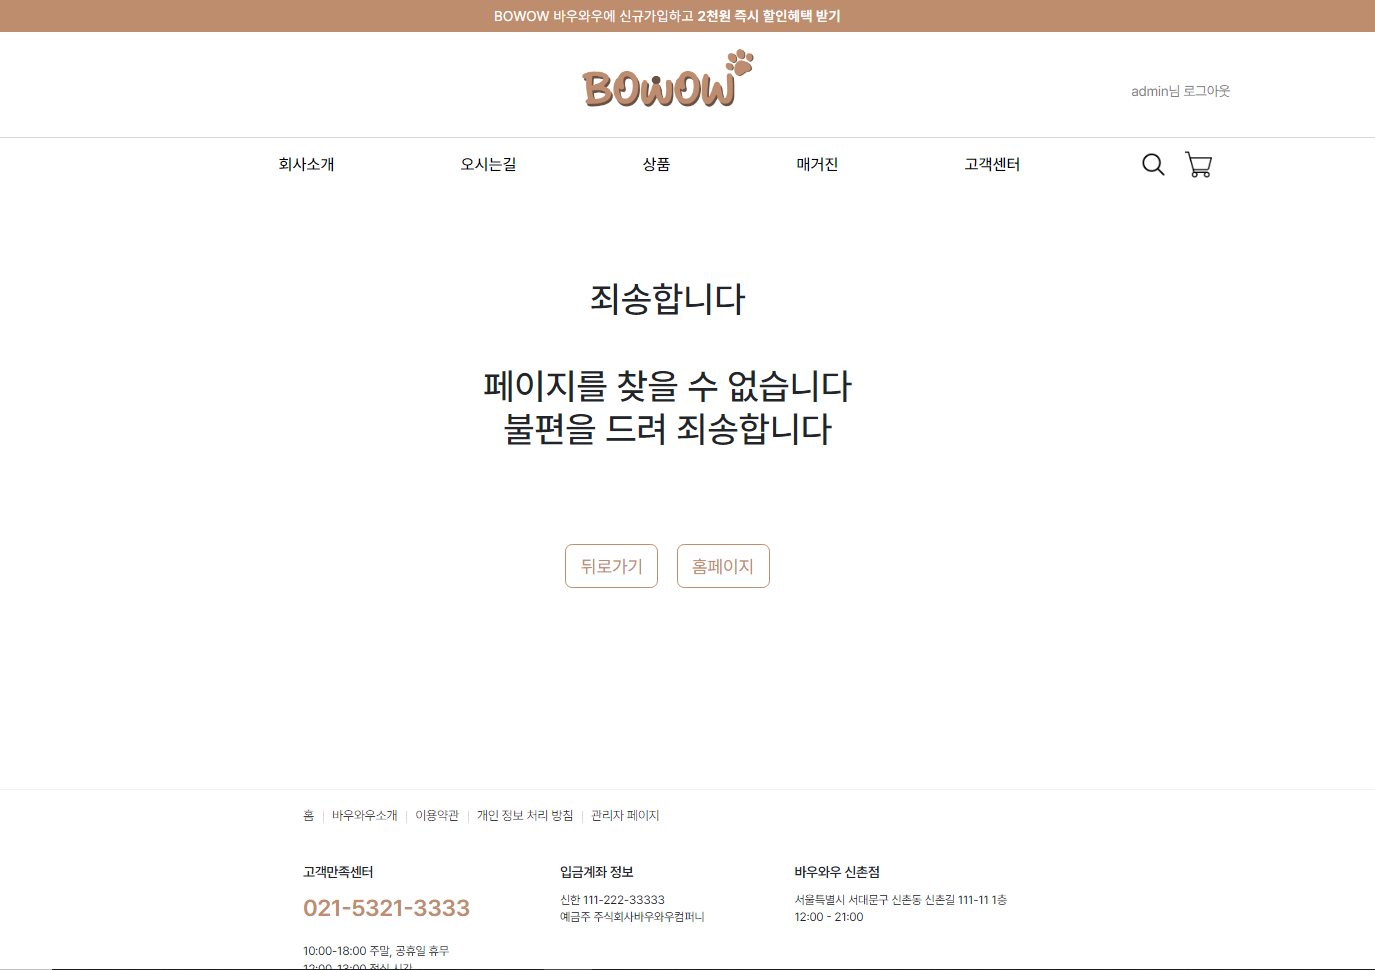 BOWOW 바우와우에 신규가입하고 2천원 즉시 할인혜택 받기
BOWOW
admin님 로그아웃
회사소개 오시는길 상품 매거진 고객센터
죄송합니다
페이지를 찾을 수 없습니다
불편을 드려 죄송합니다
뒤로가기 홈페이지
홈 바우와우소개 이용약관 개인 정보 처리 방침 관리자 페이지
고객만족센터
021-5321-3333
10:00-18:00 주말, 공휴일 휴무
12:00-13:00 점심 시간
입금계좌 정보
신한 111-222-33333
예금주 주식회사바우와우컴퍼니
바우와우 신촌점
서울특별시 서대문구 신촌동 신촌길 111-11 1층
12:00 - 21:00